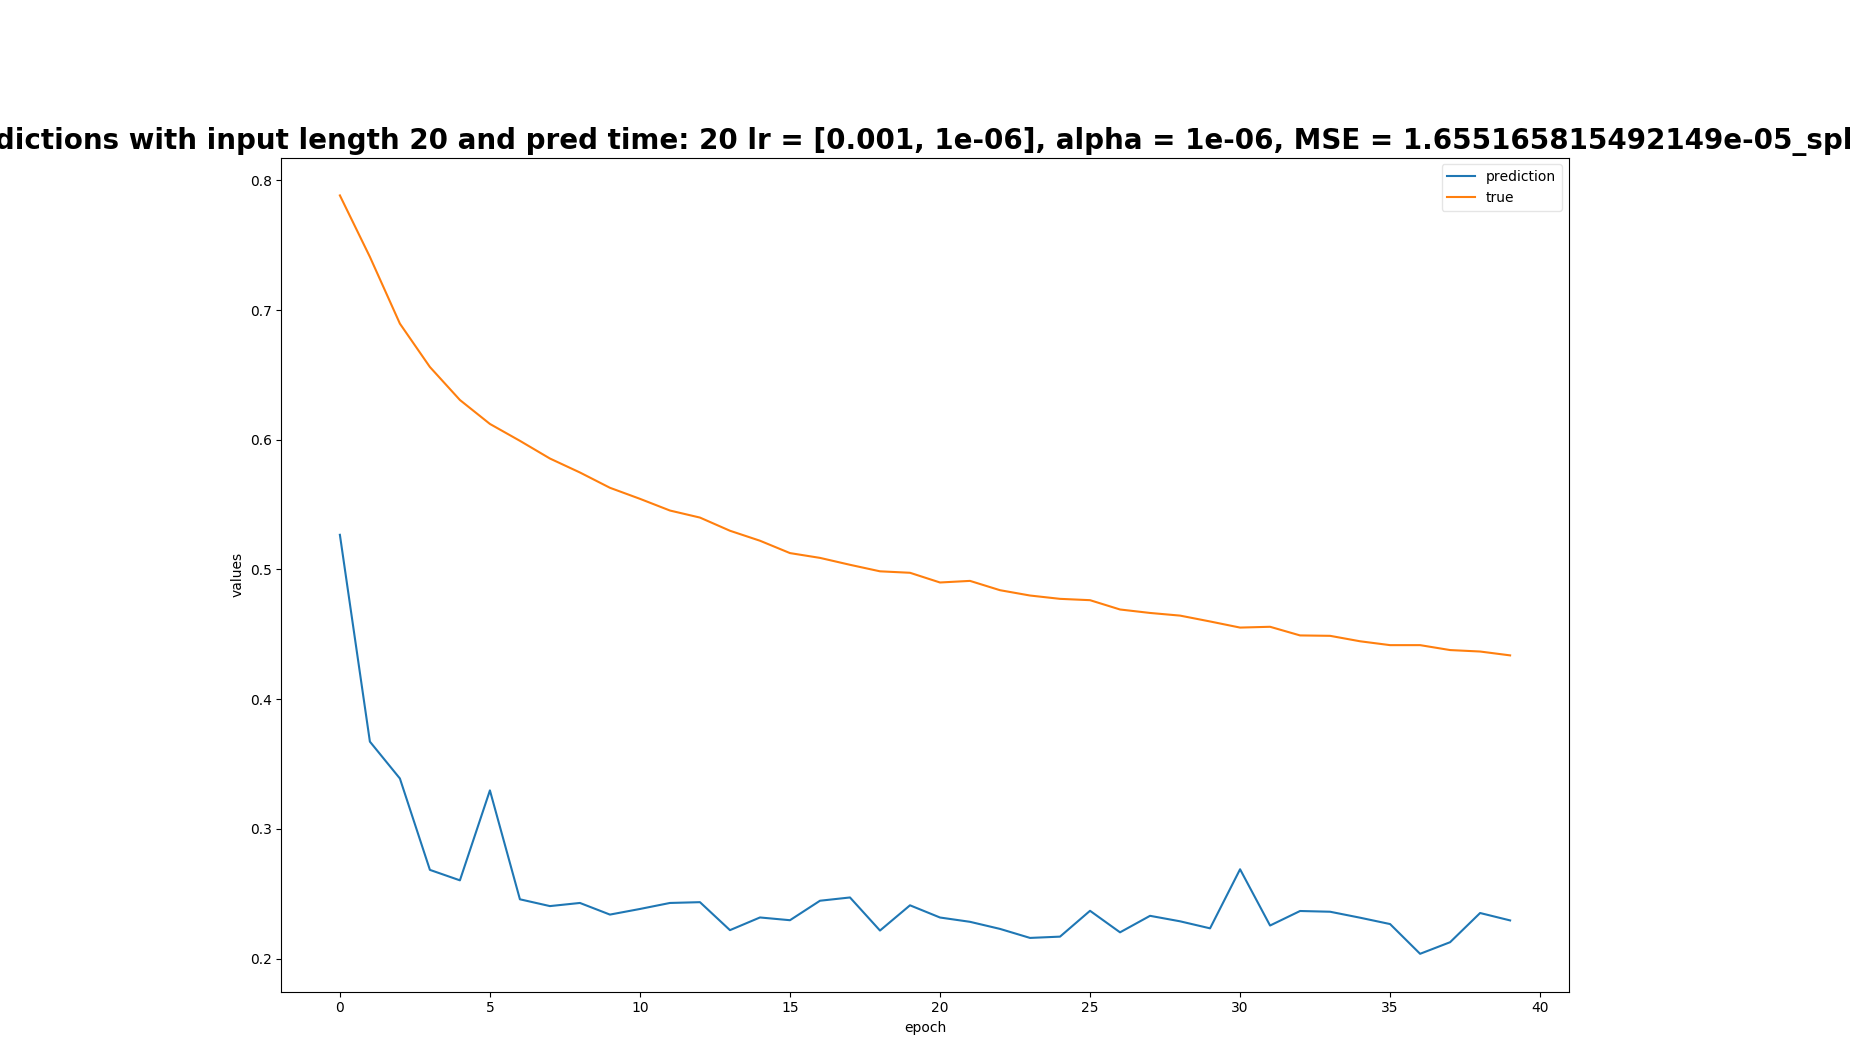 dictions with input length 20 and pred time: 20 lr = [0.001, 1e-06], alpha = 1e-06, MSE = 1.655165815492149e-05_spl
prediction
true
0.8
0.7
0.6
0.5
0.4
0.3
0.2
values
0 5 10 15 20 25 30 35 40
epoch